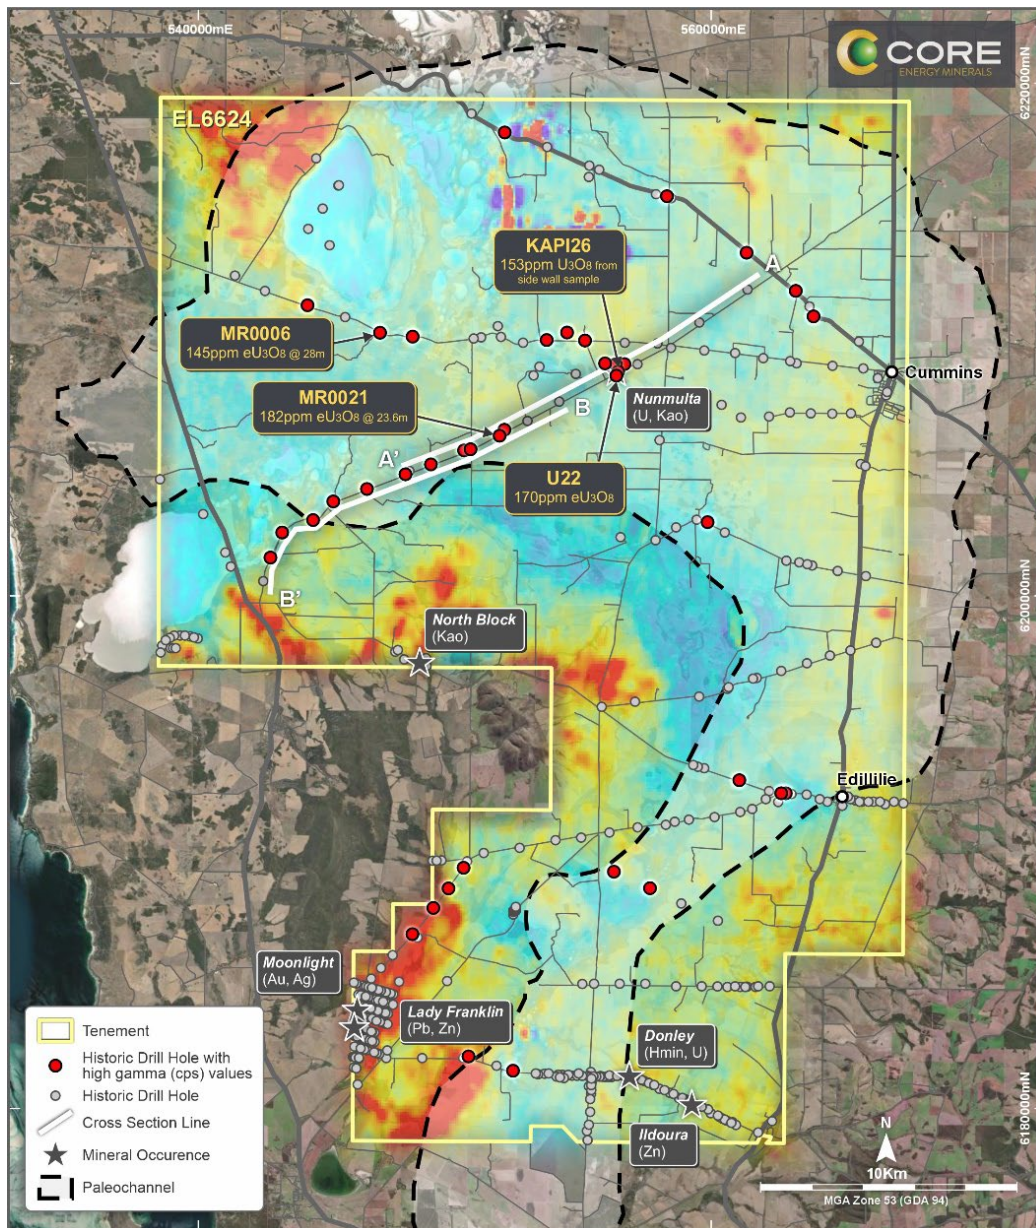 540000mE
560000mE
CORE
ENERGY MINERALS
6220000mN
EL6624
KAPI26
153ppm U3O8 from
side wall sample
A
MR0006
145ppm eU3O8 @ 28m
Cummins
MR0021
182ppm eU3O8 @ 23.6m
Nunmulta
(U, Kao)
B
A'
U22
170ppm eU3O8
B'
6200000mN
North Block
(Kao)
Edillilie
Moonlight
(Au, Ag)
Lady Franklin
(Pb, Zn)
Donley
(Hmin, U)
Ildoura
(Zn)
6180000mN
Tenement
Historic Drill Hole with
high gamma (cps) values
Historic Drill Hole
Cross Section Line
Mineral Occurence
Paleochannel
N
10Km
MGA Zone 53 (GDA 94)